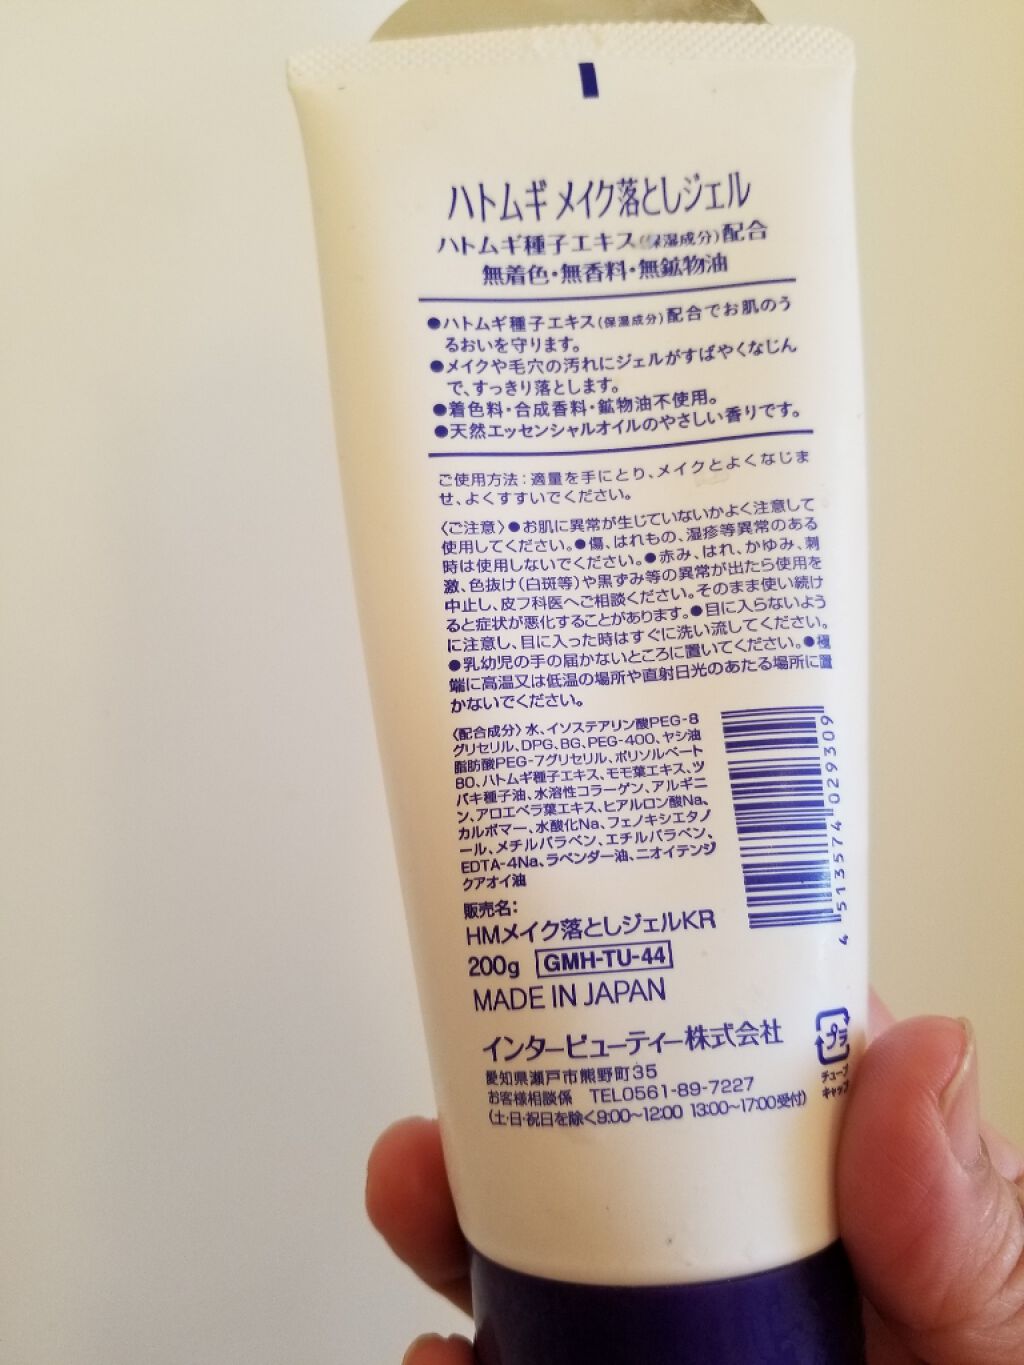 ハトムギ メイク落としジェル
ハトムギ種子エキス(保湿成分)配合
無着色・無香料・無鉱物油
●ハトムギ種子エキス(保湿成分)配合でお肌のう
るおいを守ります。
●メイクや毛穴の汚れにジェルがすばやくなじん
で、すっきり落とします。
●着色料・合成香料・鉱物油不使用。
●天然エッセンシャルオイルのやさしい香りです。
ご使用方法:適量を手にとり、メイクとよくなじま
せ、よくすすいでください。
〈ご注意〉●お肌に異常が生じていないかよく注意して
使用してください。●傷、はれもの、湿疹等異常のある
時は使用しないでください。●赤み、はれ、かゆみ、刺
激、色抜け(白斑等)や黒ずみ等の異常が出たら使用を
中止し、皮フ科医へご相談ください。そのまま使い続け
ると症状が悪化することがあります。●目に入らないよう
に注意し、目に入った時はすぐに洗い流してください。
●乳幼児の手の届かないところに置いてください。●極
端に高温又は低温の場所や直射日光のあたる場所に置
かないでください。
〈配合成分〉水、イソステアリン酸PEG-8
グリセリル、DPG、BG、PEG-400、ヤシ油
脂肪酸PEG-7グリセリル、ポリソルベート
80、ハトムギ種子エキス、モモ葉エキス、ツ
バキ種子油、水溶性コラーゲン、アルギニ
ン、アロエベラ葉エキス、ヒアルロン酸Na、
カルボマー、水酸化Na、フェノキシエタノ
ール、メチルパラベン、エチルパラベン、
EDTA-4Na、ラベンダー油、ニオイテンジ
クアオイ油
4 513574 029309
販売名:
HMメイク落としジェルKR
200g GMH-TU-44
MADE IN JAPAN
インタービューティー株式会社
愛知県瀬戸市熊野町35
お客様相談係 TEL0561-89-7227
(土・日・祝日を除く9:00~12:00 13:00~17:00受付)
プラ
チューブ
キャップ